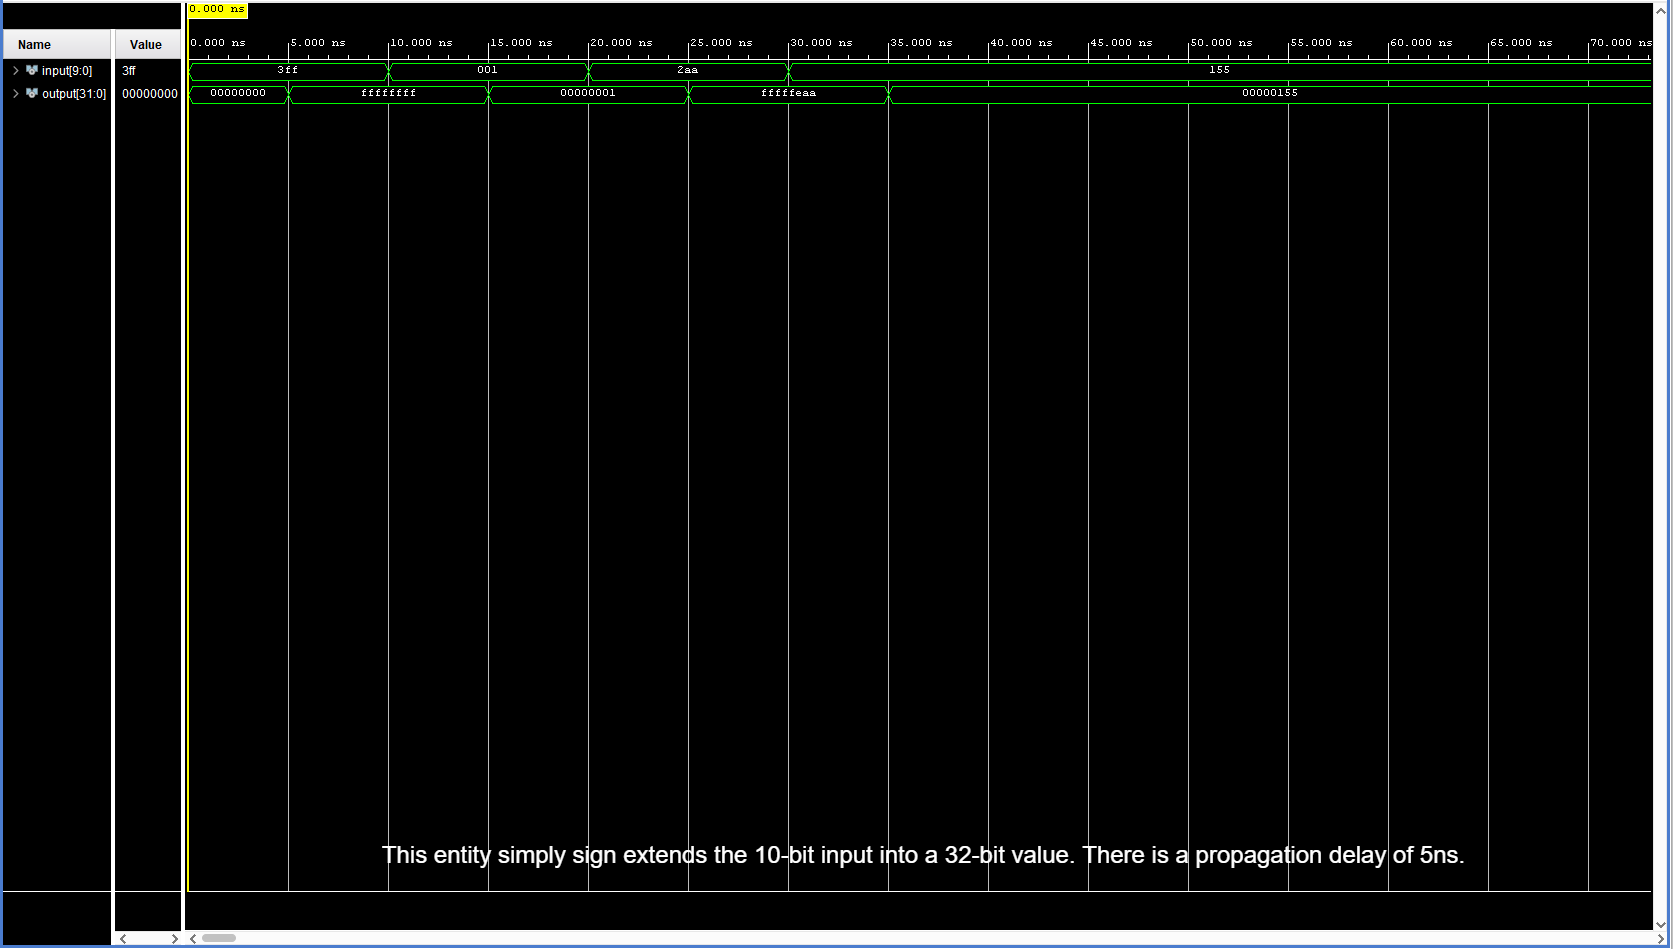 0.000 ns
Name Value 0.000 ns 5.000 ns 10.000 ns 15.000 ns 20.000 ns 25.000 ns 30.000 ns 35.000 ns 40.000 ns 45.000 ns 50.000 ns 55.000 ns 60.000 ns 65.000 ns 70.000 ns
input[9:0] 3ff 3ff 001 2aa 155
output[31:0] 00000000 00000000 ffffffff 00000001 fffffeaa 00000155
This entity simply sign extends the 10-bit input into a 32-bit value. There is a propagation delay of 5ns.